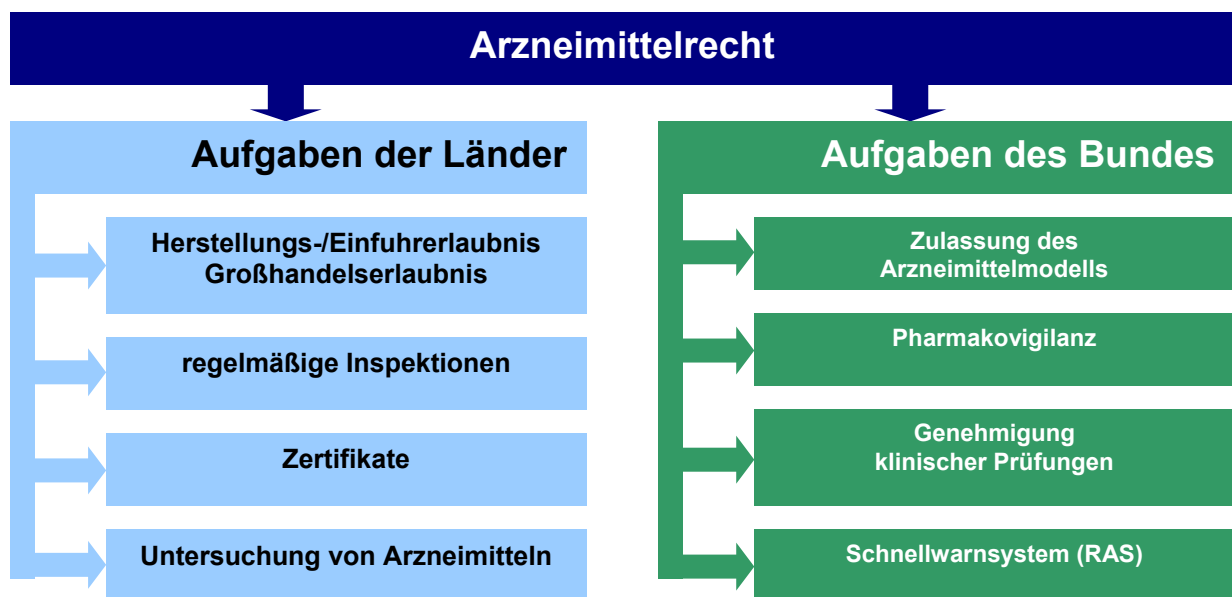 Arzneimittelrecht
Aufgaben der Länder
Herstellungs-/Einfuhrerlaubnis
Großhandelserlaubnis
regelmäßige Inspektionen
Zertifikate
Untersuchung von Arzneimitteln
Aufgaben des Bundes
Zulassung des
Arzneimittelmodells
Pharmakovigilanz
Genehmigung
klinischer Prüfungen
Schnellwarnsystem (RAS)